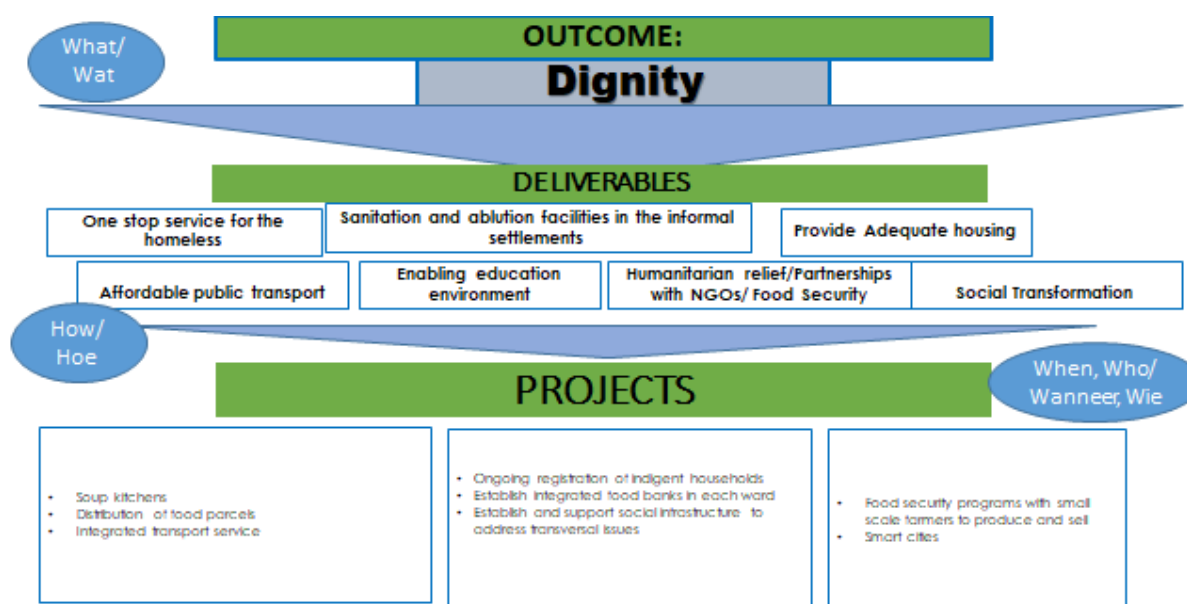 What/
Wat
OUTCOME:
Dignity
DELIVERABLES
One stop service for the
homeless
Sanitation and ablution facilities in the informal
settlements
Provide Adequate housing
Affordable public transport
Enabling education
environment
Humanitarian relief/Partnerships
with NGOs/ Food Security
Social Transformation
How/
Hoe
PROJECTS
When, Who/
Wanneer, Wie
• Soup kitchens
• Distribution of food parcels
• Integrated transport service
• Ongoing registration of indigent households
• Establish integrated food banks in each ward
• Establish and support social infrastructure to
address transversal issues
• Food security programs with small
scale farmers to produce and sell
• Smart cities